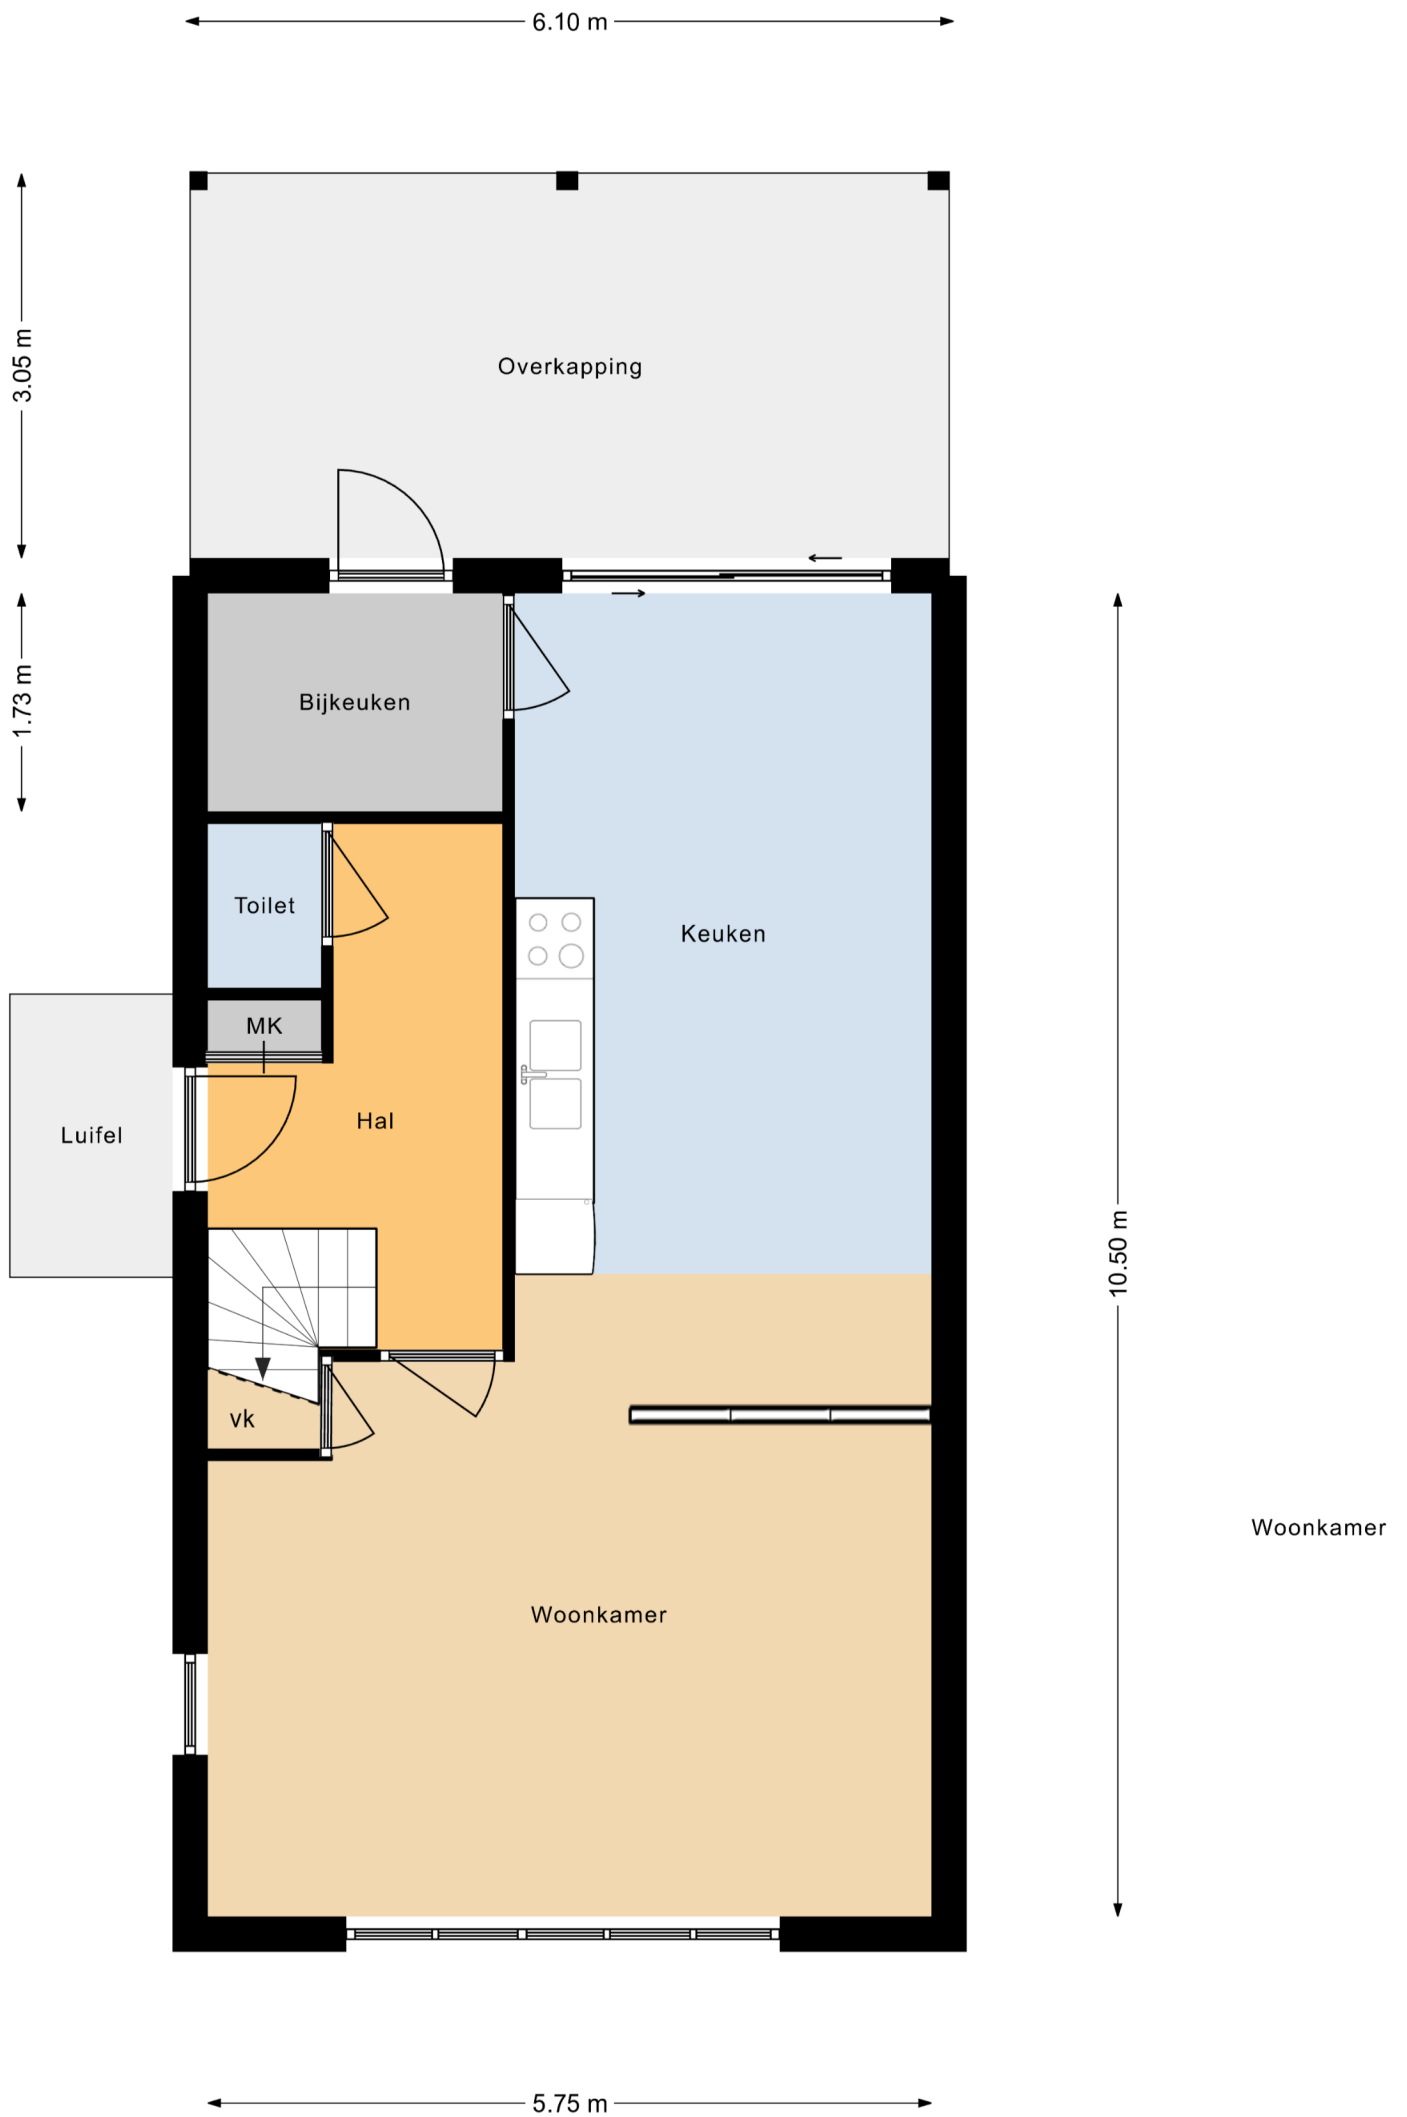 6.10 m
3.05 m
Overkapping
1.73 m
Bijkeuken
Toilet
Keuken
MK
Hal
Luifel
10.50 m
vk
Woonkamer
Woonkamer
5.75 m